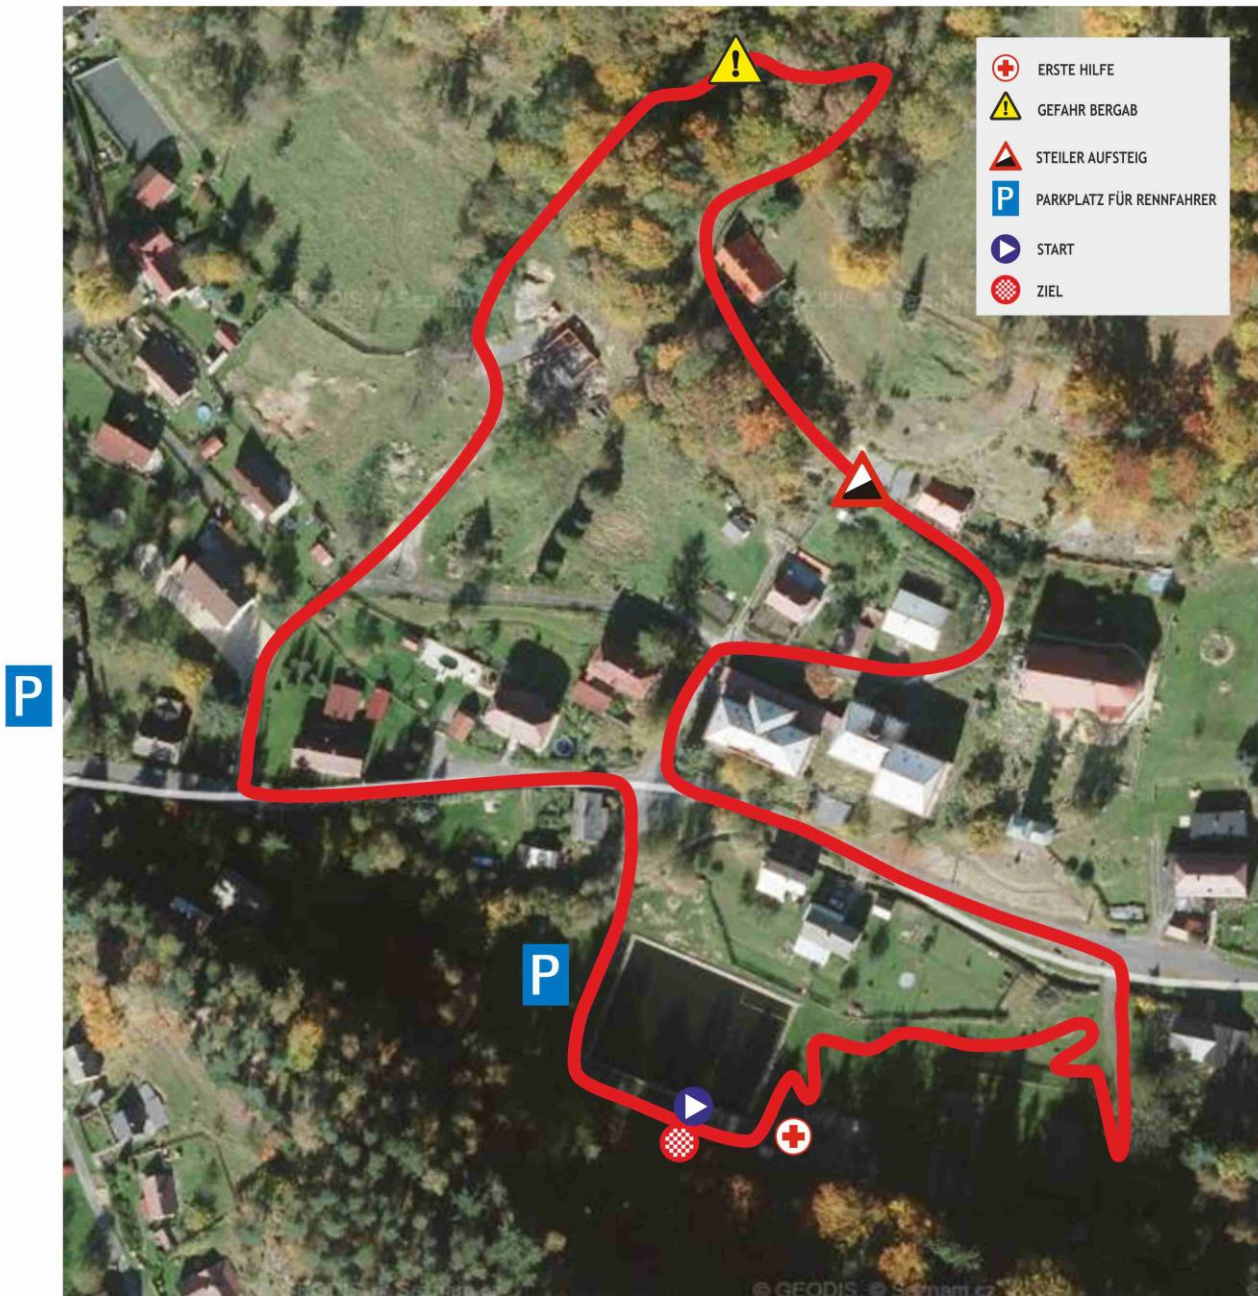 ERSTE HILFE
GEFAHR BERGAB
STEILER AUFSTEIG
P PARKPLATZ FÜR RENNFAHRER
START
ZIEL
P
P
© GEODIS © Seznam.cz